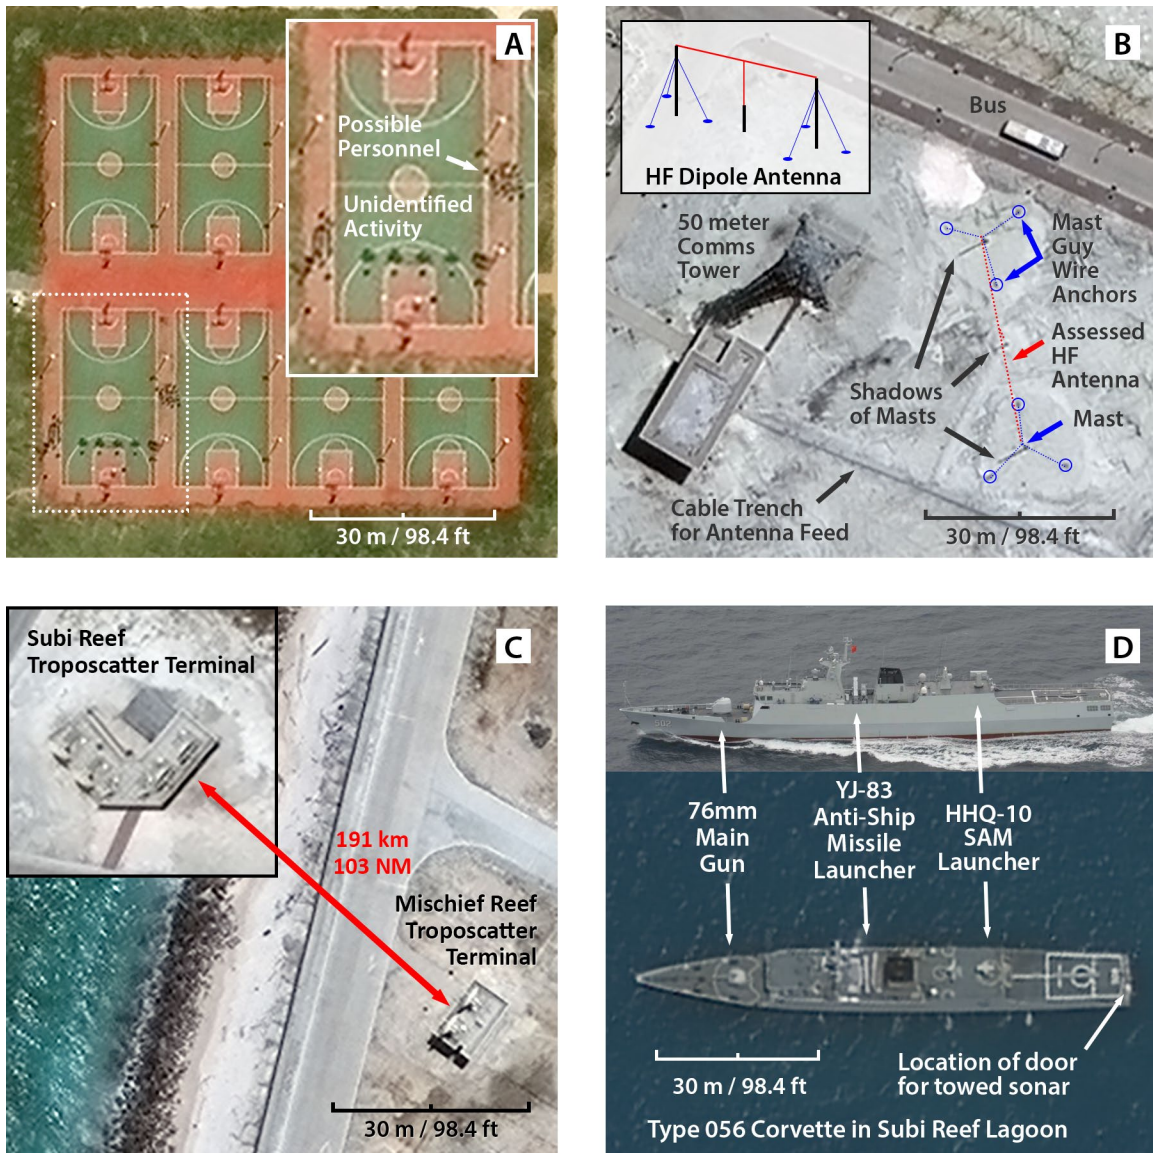 A
Possible
Personnel
Unidentified
Activity
30 m / 98.4 ft
B
HF Dipole Antenna
Bus
50 meter
Comms
Tower
Mast
Guy
Wire
Anchors
Assessed
HF
Antenna
Shadows
of Masts
Mast
Cable Trench
for Antenna Feed
30 m / 98.4 ft
C
Subi Reef
Troposcatter Terminal
191 km
103 NM
Mischief Reef
Troposcatter
Terminal
30 m / 98.4 ft
D
76mm
Main
Gun
YJ-83
Anti-Ship
Missile
Launcher
HHQ-10
SAM
Launcher
Location of door
for towed sonar
30 m / 98.4 ft
Type 056 Corvette in Subi Reef Lagoon